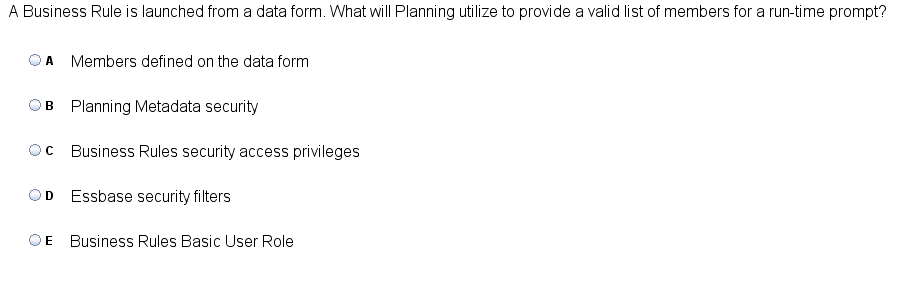 A Business Rule is launched from a data form. What will Planning utilize to provide a valid list of members for a run-time prompt?
A Members defined on the data form
B Planning Metadata security
C Business Rules security access privileges
D Essbase security filters
E Business Rules Basic User Role